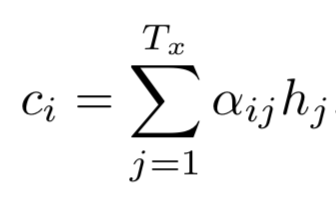 c_i = \sum_{j=1}^{T_x} \alpha_{ij} h_j.